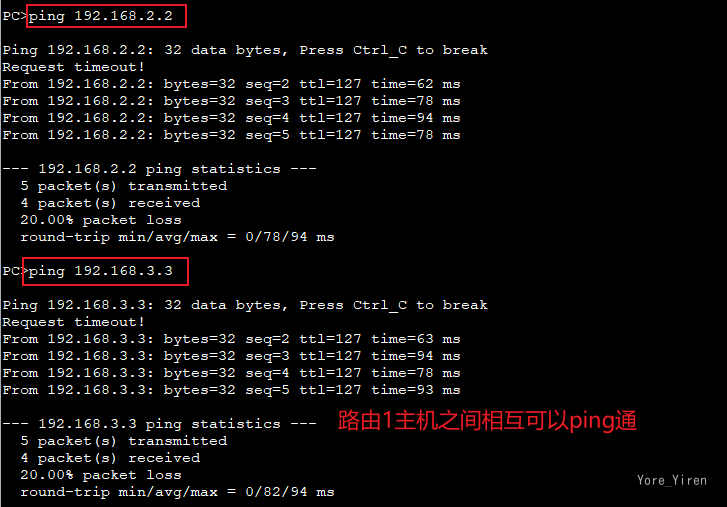 PC>ping 192.168.2.2
Ping 192.168.2.2: 32 data bytes, Press Ctrl_C to break
Request timeout!
From 192.168.2.2: bytes=32 seq=2 ttl=127 time=62 ms
From 192.168.2.2: bytes=32 seq=3 ttl=127 time=78 ms
From 192.168.2.2: bytes=32 seq=4 ttl=127 time=94 ms
From 192.168.2.2: bytes=32 seq=5 ttl=127 time=78 ms
--- 192.168.2.2 ping statistics ---
5 packet(s) transmitted
4 packet(s) received
20.00% packet loss
round-trip min/avg/max = 0/78/94 ms
PC>ping 192.168.3.3
Ping 192.168.3.3: 32 data bytes, Press Ctrl_C to break
Request timeout!
From 192.168.3.3: bytes=32 seq=2 ttl=127 time=63 ms
From 192.168.3.3: bytes=32 seq=3 ttl=127 time=94 ms
From 192.168.3.3: bytes=32 seq=4 ttl=127 time=78 ms
From 192.168.3.3: bytes=32 seq=5 ttl=127 time=93 ms
--- 192.168.3.3 ping statistics ---
路由1主机之间相互可以ping通
5 packet(s) transmitted
4 packet(s) received
20.00% packet loss
round-trip min/avg/max = 0/82/94 ms
Yore_Yiren